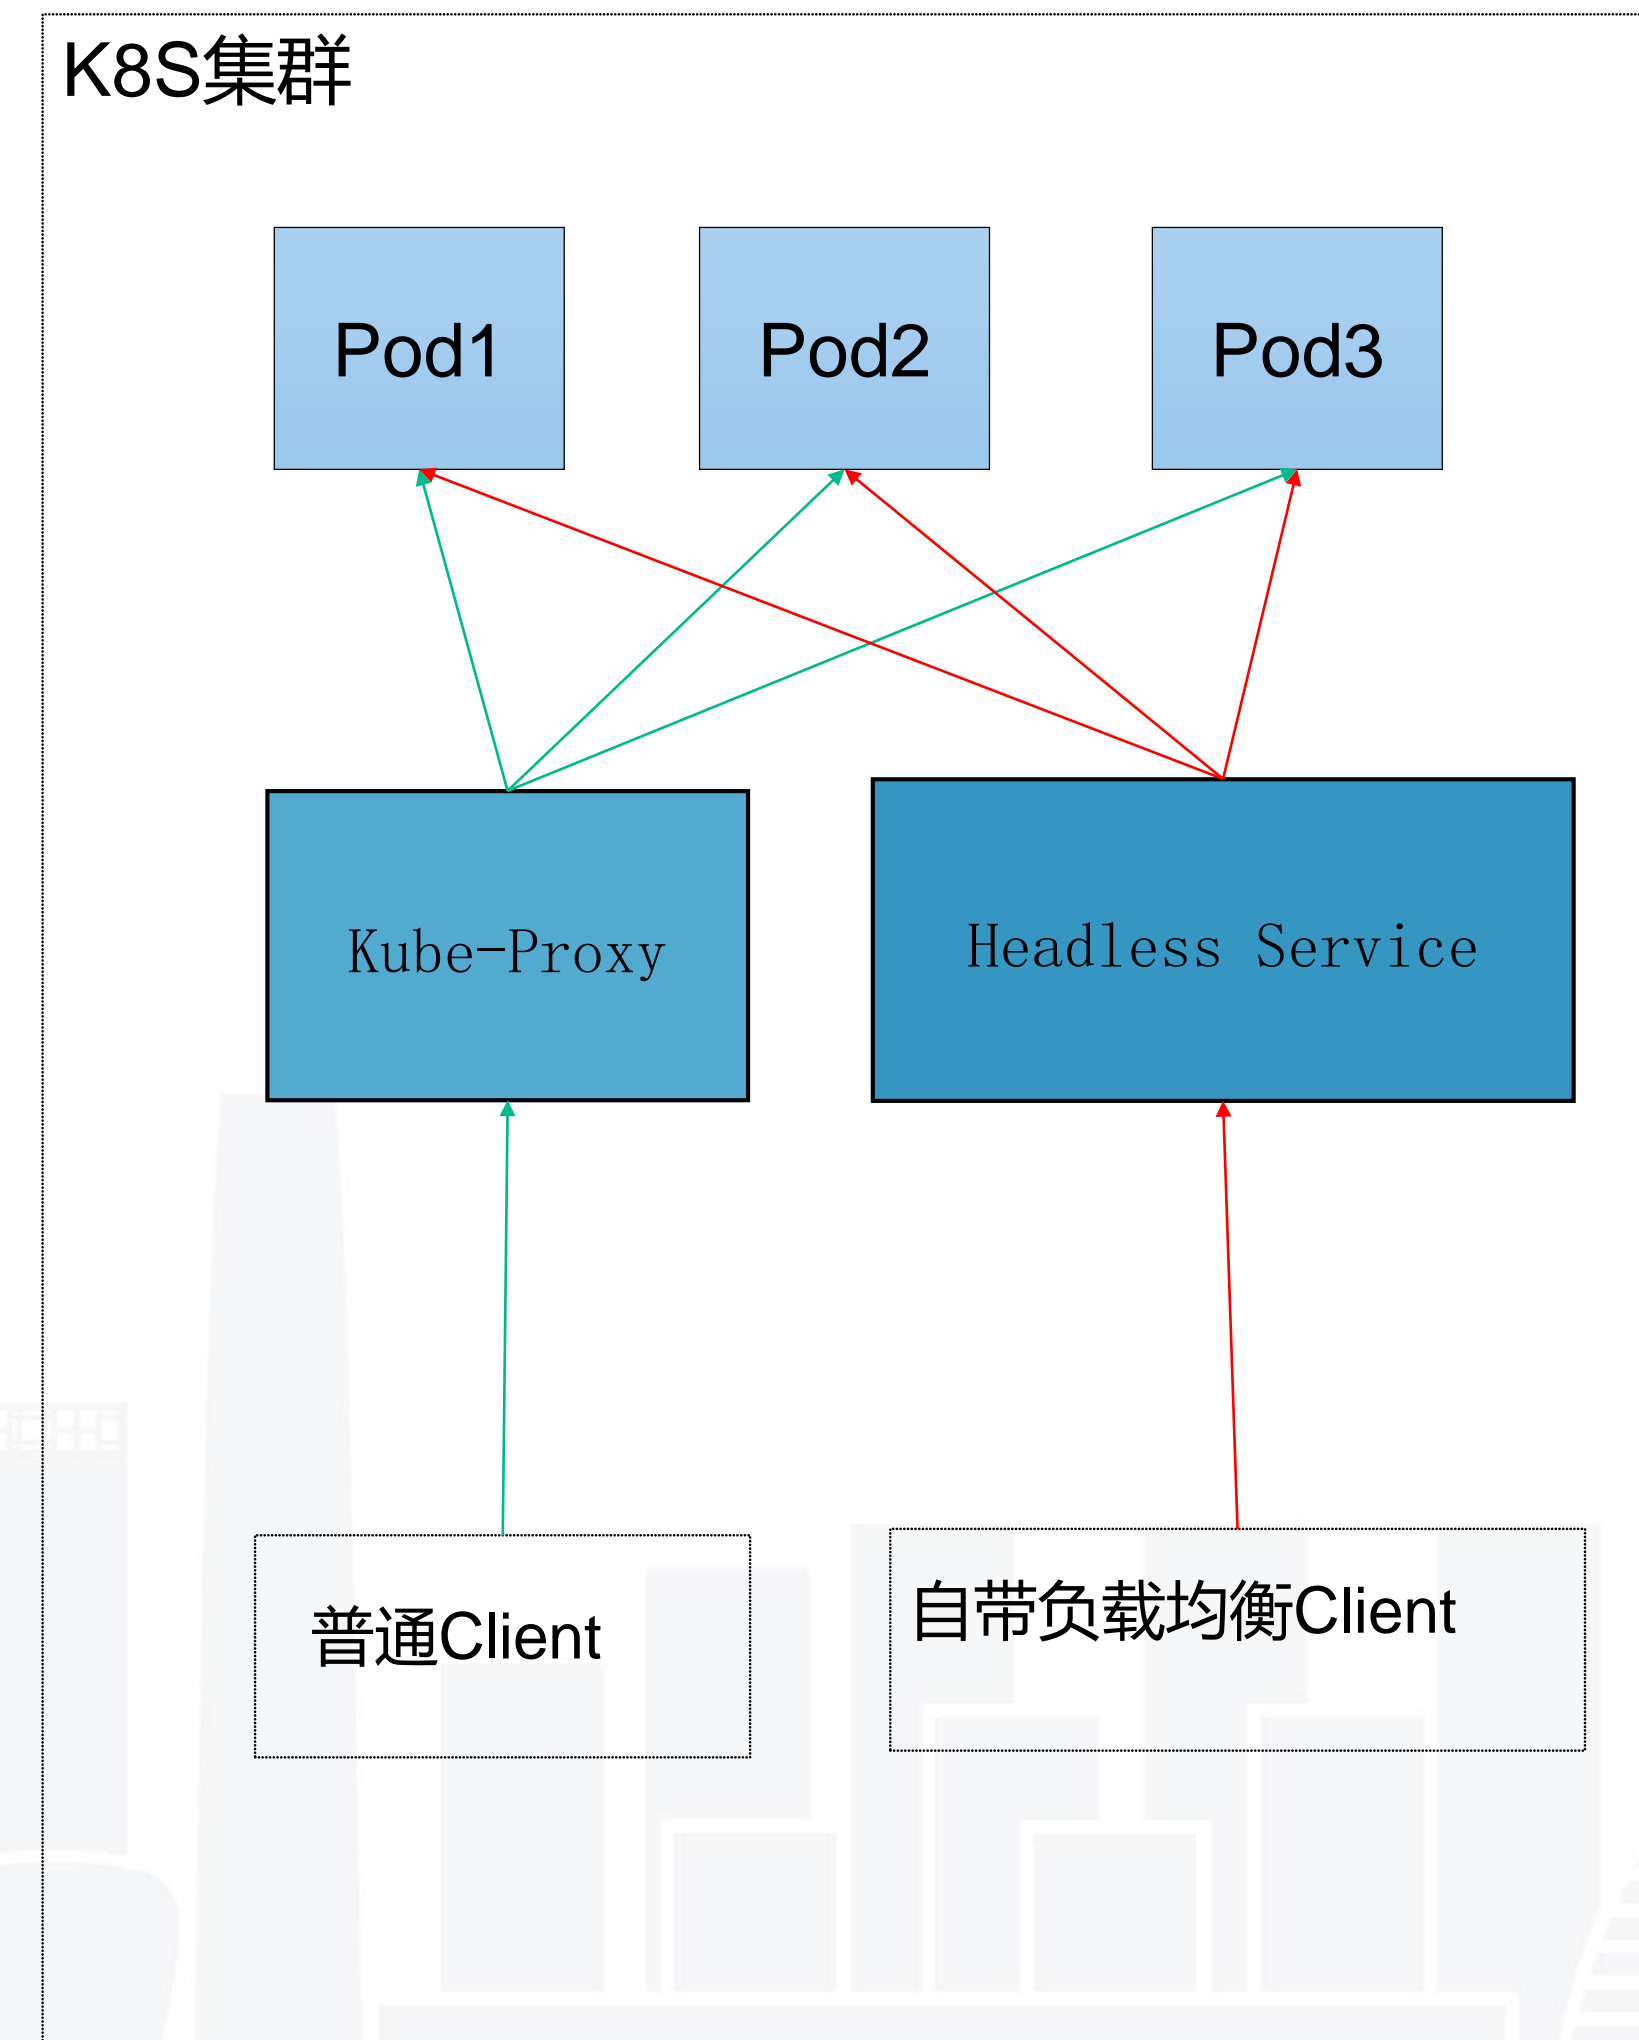 K8S集群
Pod1
Pod2
Pod3
Kube-Proxy
Headless Service
普通Client
自带负载均衡Client